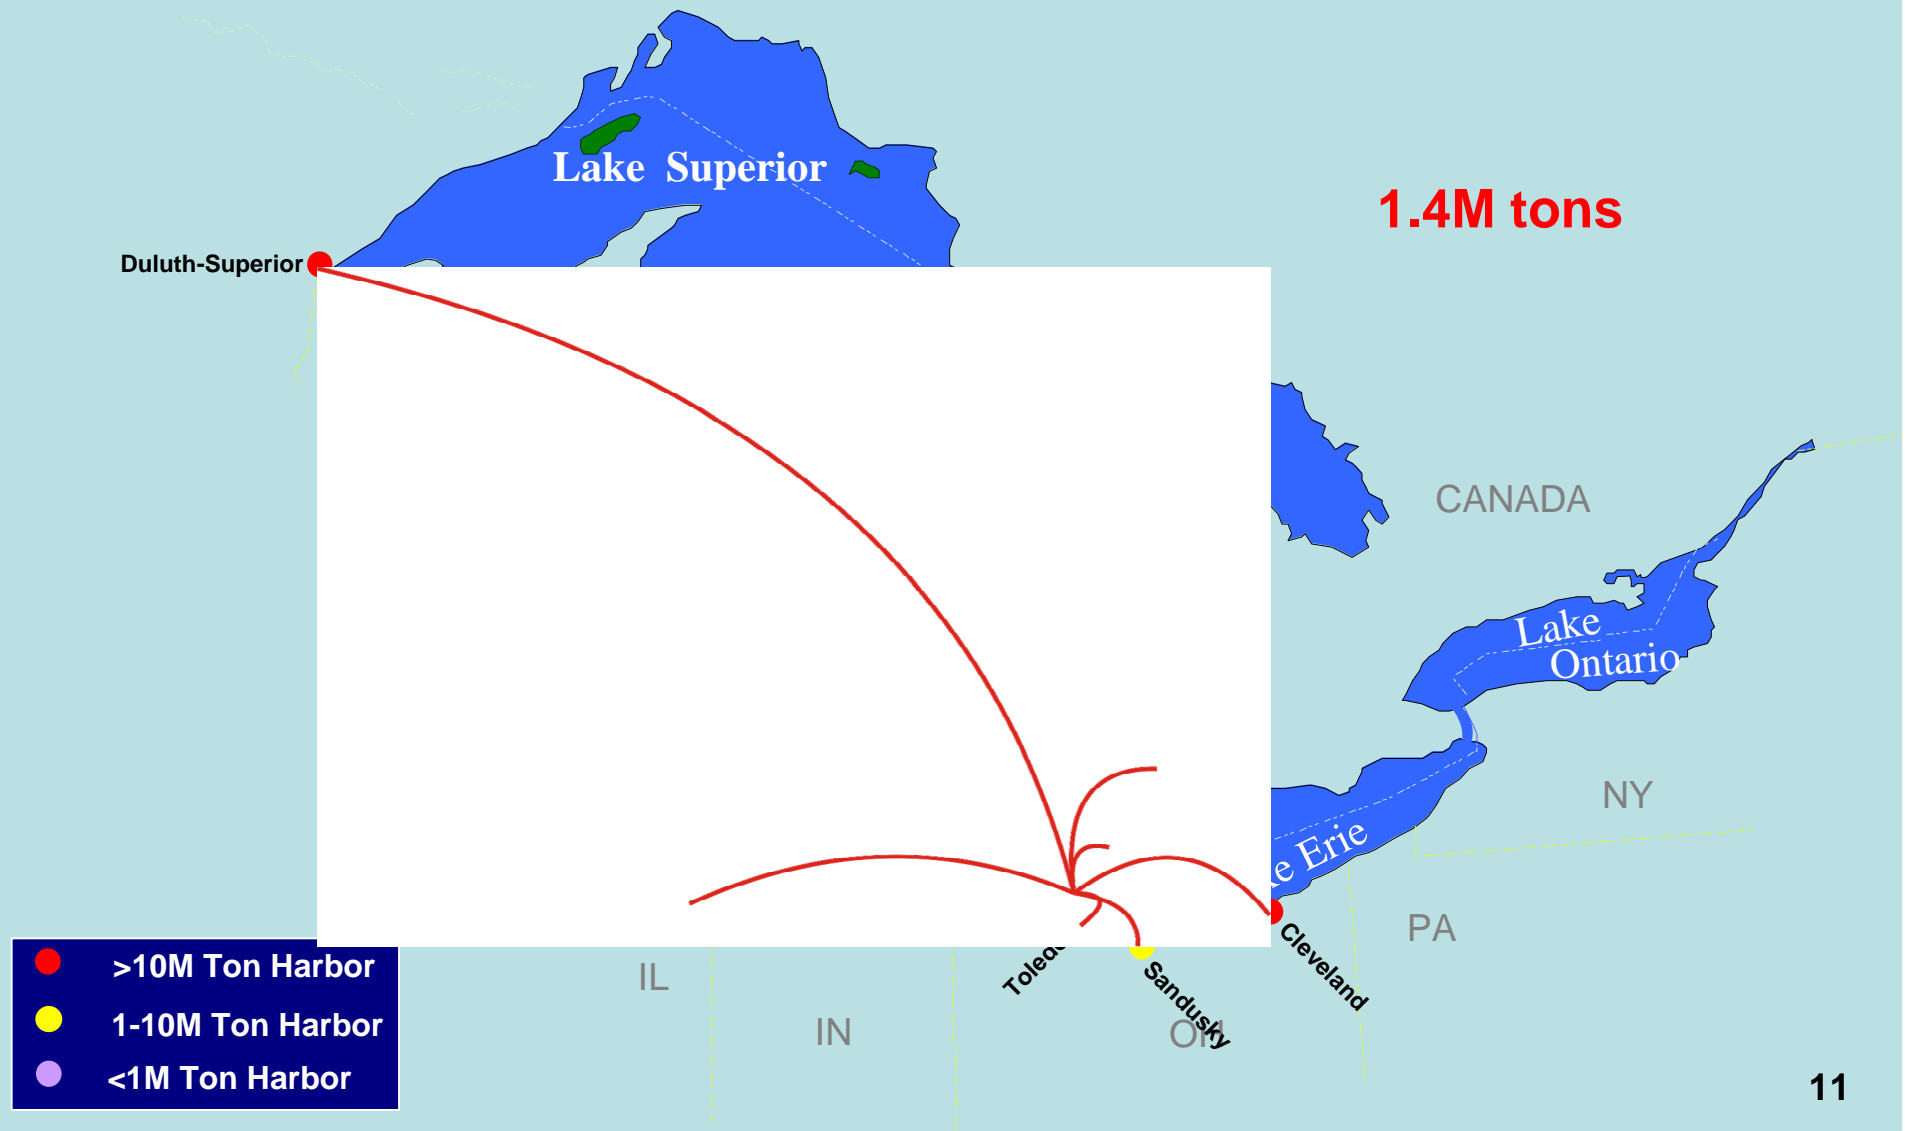 Lake Superior
1.4M tons
Duluth-Superior
CANADA
Lake
Ontario
NY
Erie
PA
Cleveland
Sandusky
IL
IN
OH
>10M Ton Harbor
1-10M Ton Harbor
<1M Ton Harbor
11